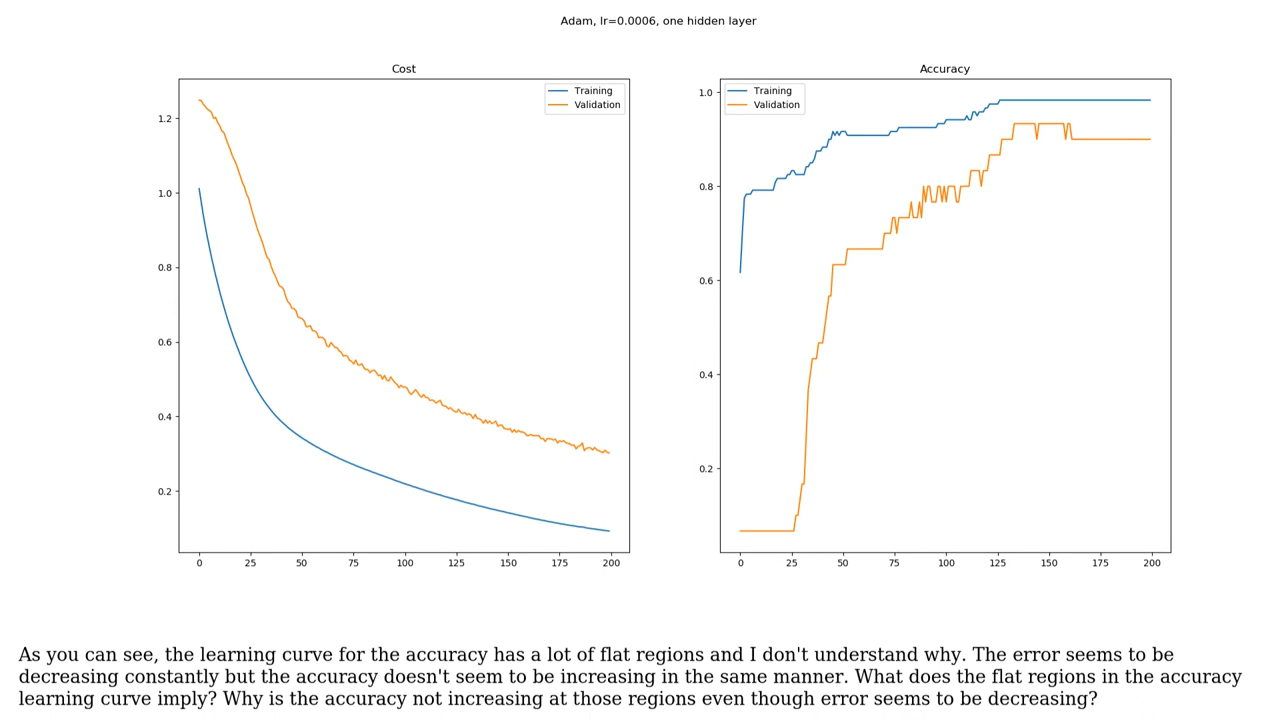 Adam, lr=0.0006, one hidden layer
Cost
Accuracy
Training
Validation
Training
Validation
1.2
1.0
0.8
0.6
0.4
0.2
0
25
50
75
100
125
150
175
200
1.0
0.8
0.6
0.4
0.2
0
25
50
75
100
125
150
175
200
As you can see, the learning curve for the accuracy has a lot of flat regions and I don't understand why. The error seems to be
decreasing constantly but the accuracy doesn't seem to be increasing in the same manner. What does the flat regions in the accuracy
learning curve imply? Why is the accuracy not increasing at those regions even though error seems to be decreasing?